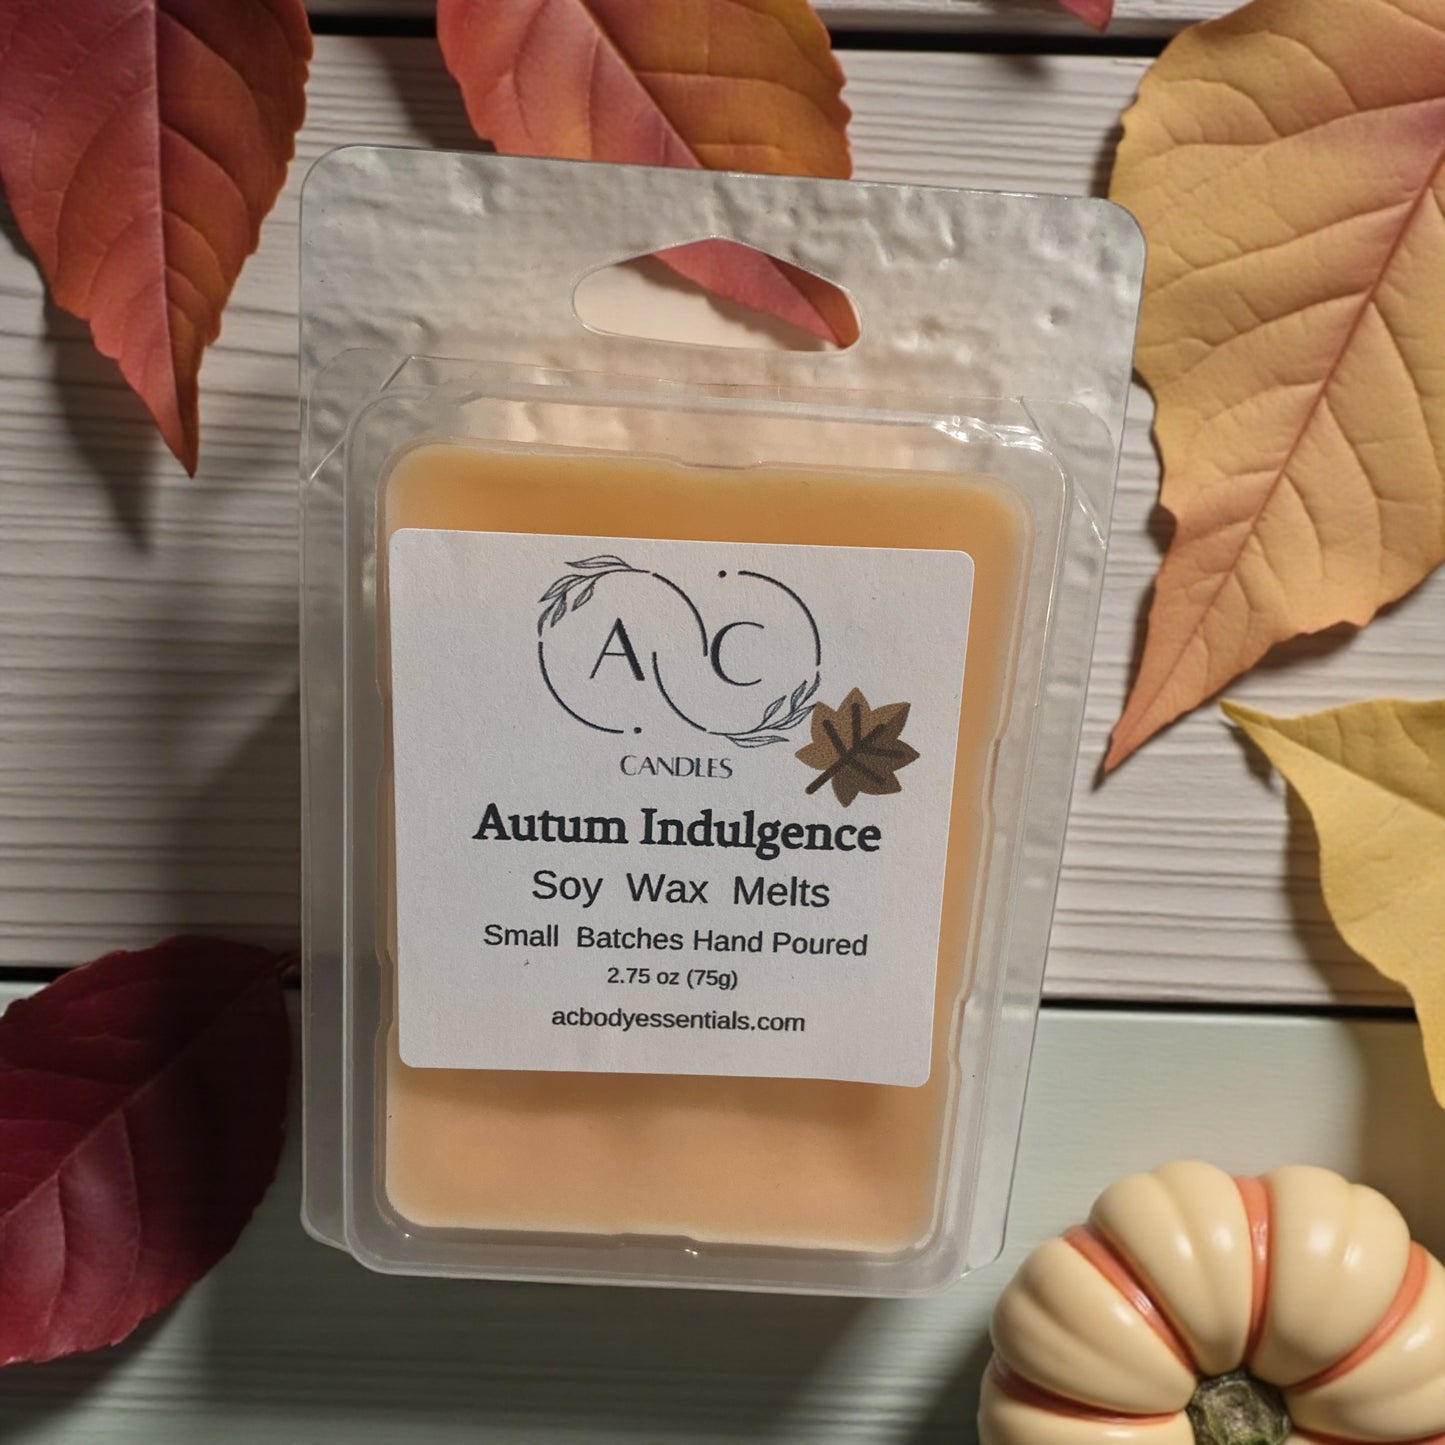 A C
CANDLES
Autum Indulgence
Soy Wax Melts
Small Batches Hand Poured
2.75 oz (75g)
acbodyessentials.com